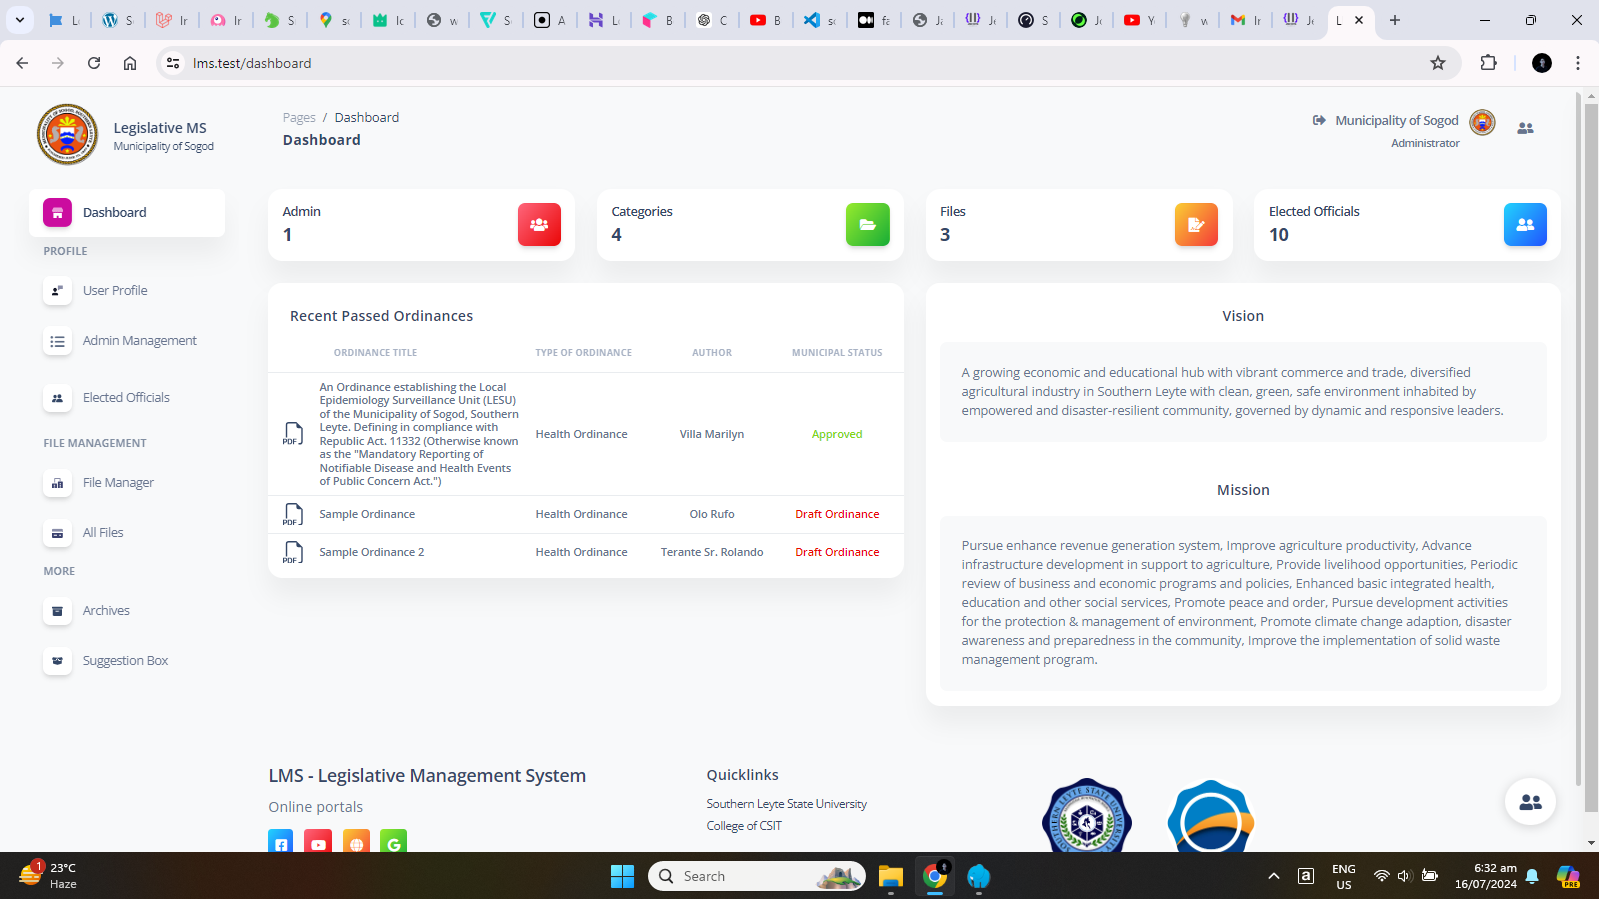 lms.test/dashboard
Legislative MS
Municipality of Sogod
Pages / Dashboard
Dashboard
Municipality of Sogod
Administrator
Dashboard
PROFILE
User Profile
Admin Management
Elected Officials
FILE MANAGEMENT
File Manager
All Files
MORE
Archives
Suggestion Box
Admin
1
Categories
4
Files
3
Elected Officials
10
Recent Passed Ordinances
ORDINANCE TITLE TYPE OF ORDINANCE AUTHOR MUNICIPAL STATUS
An Ordinance establishing the Local
Epidemiology Surveillance Unit (LESU)
of the Municipality of Sogod, Southern
Leyte. Defining in compliance with
Republic Act. 11332 (Otherwise known
as the "Mandatory Reporting of
Notifiable Disease and Health Events
of Public Concern Act.")
PDF
Health Ordinance Villa Marilyn Approved
PDF Sample Ordinance Health Ordinance Olo Rufo Draft Ordinance
PDF Sample Ordinance 2 Health Ordinance Terante Sr. Rolando Draft Ordinance
Vision
A growing economic and educational hub with vibrant commerce and trade, diversified
agricultural industry in Southern Leyte with clean, green, safe environment inhabited by
empowered and disaster-resilient community, governed by dynamic and responsive leaders.
Mission
Pursue enhance revenue generation system, Improve agriculture productivity, Advance
infrastructure development in support to agriculture, Provide livelihood opportunities, Periodic
review of business and economic programs and policies, Enhanced basic integrated health,
education and other social services, Promote peace and order, Pursue development activities
for the protection & management of environment, Promote climate change adaption, disaster
awareness and preparedness in the community, Improve the implementation of solid waste
management program.
LMS - Legislative Management System
Online portals
Quicklinks
Southern Leyte State University
College of CSIT
1
23°C
Haze
Search
ENG
US
6:32 am
16/07/2024
PRE